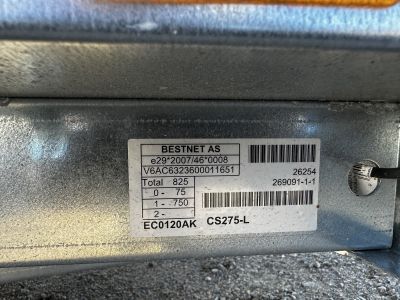 BESTNET AS
e29*2007/46*0008
V6AC6323600011651
Total 825
0 - 75
1 - 750
2 -
26254
269091-1-1
EC0120AK CS275-L